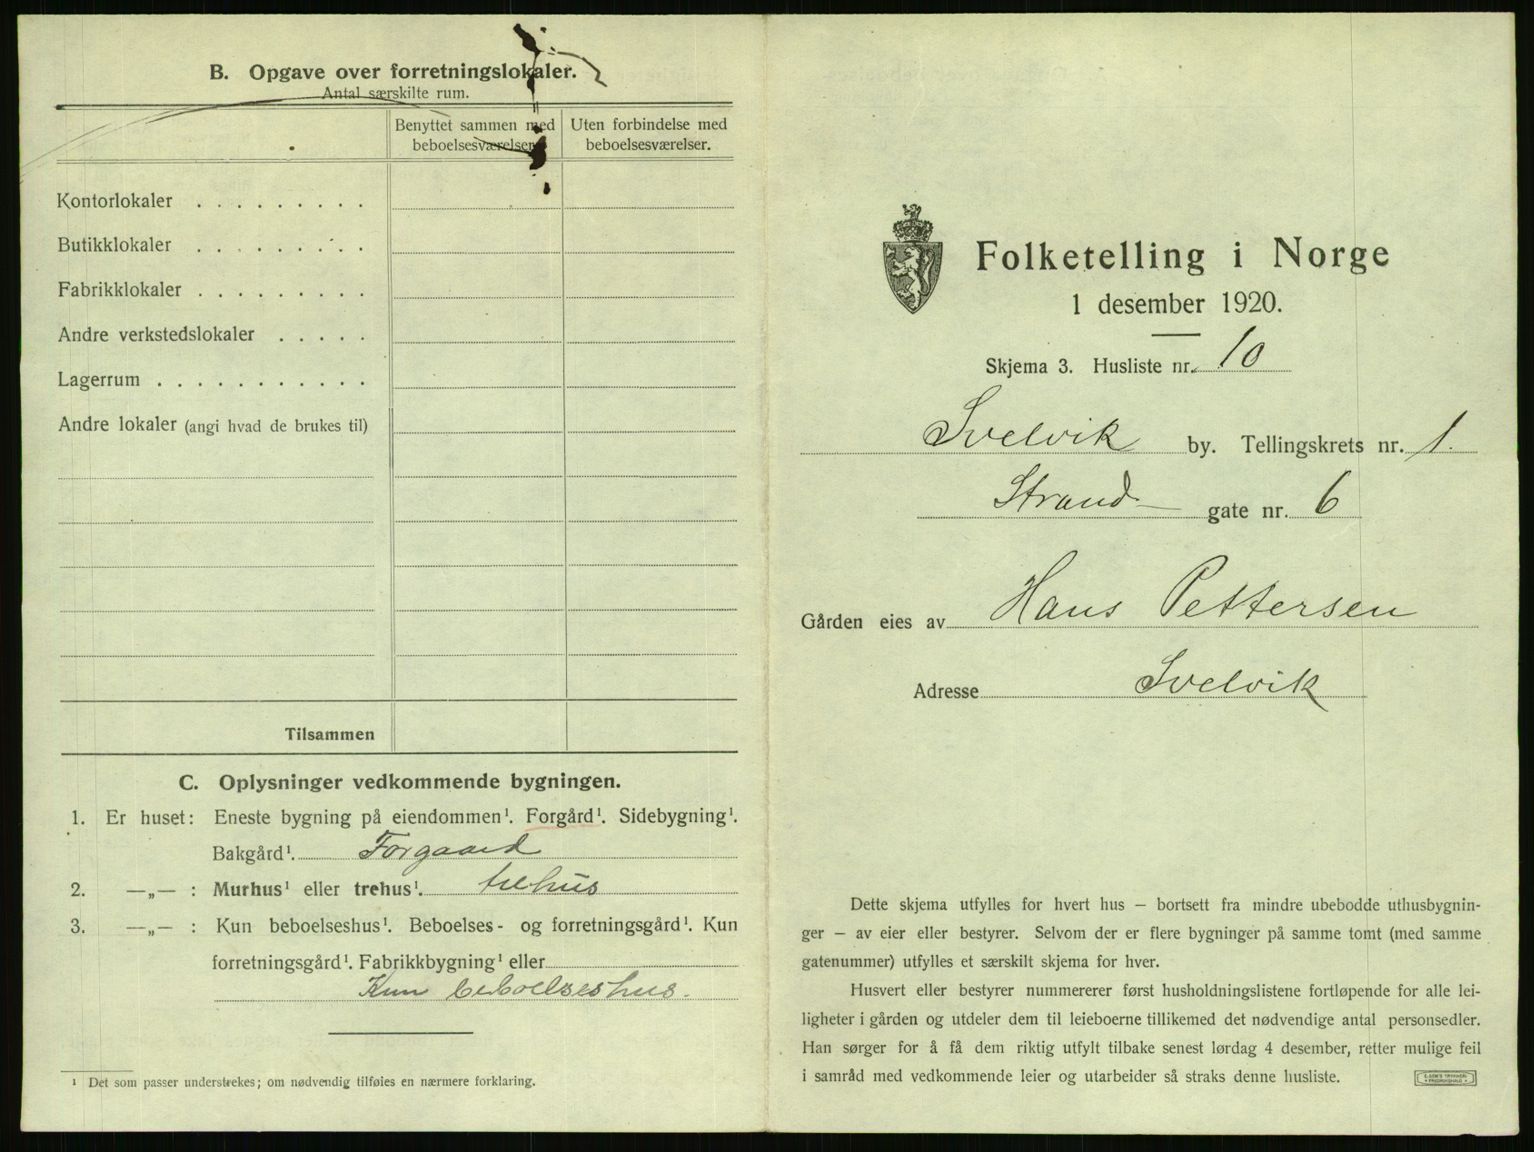 B. Opgave over forretningslokaler.
Antal særskilte rum.
Benyttet sammen med beboelsesværelser.
Uten forbindelse med beboelsesværelser.
Kontorlokaler
Butikklokaler
Fabrikklokaler
Andre verkstedslokaler
Lagerrum
Andre lokaler (angi hvad de brukes til)
Tilsammen
C. Oplysninger vedkommende bygningen.
1. Er huset: Eneste bygning på eiendommen¹. Forgård¹. Sidebygning¹.
Bakgård¹. Forgaard
2. —„— : Murhus¹ eller trehus¹. trehus
3. —„— : Kun beboelseshus¹. Beboelses- og forretningsgård¹. Kun
forretningsgård¹. Fabrikkbygning¹ eller
Kun beboelseshus.
¹ Det som passer understrekes; om nødvendig tilføies en nærmere forklaring.
Folketelling i Norge
1 desember 1920.
Skjema 3. Husliste nr. 10
Svelvik by. Tellingskrets nr. 1.
Strand- gate nr. 6
Gården eies av Hans Pettersen
Adresse Svelvik
Dette skjema utfylles for hvert hus – bortsett fra mindre ubebodde uthusbygnin-
ger – av eier eller bestyrer. Selvom der er flere bygninger på samme tomt (med samme
gatenummer) utfylles et særskilt skjema for hver.
Husvert eller bestyrer nummererer først husholdningslistene fortløpende for alle lei-
ligheter i gården og utdeler dem til leieboerne tillikemed det nødvendige antal personsedler.
Han sørger for å få dem riktig utfylt tilbake senest lørdag 4 desember, retter mulige feil
i samråd med vedkommende leier og utarbeider så straks denne husliste.